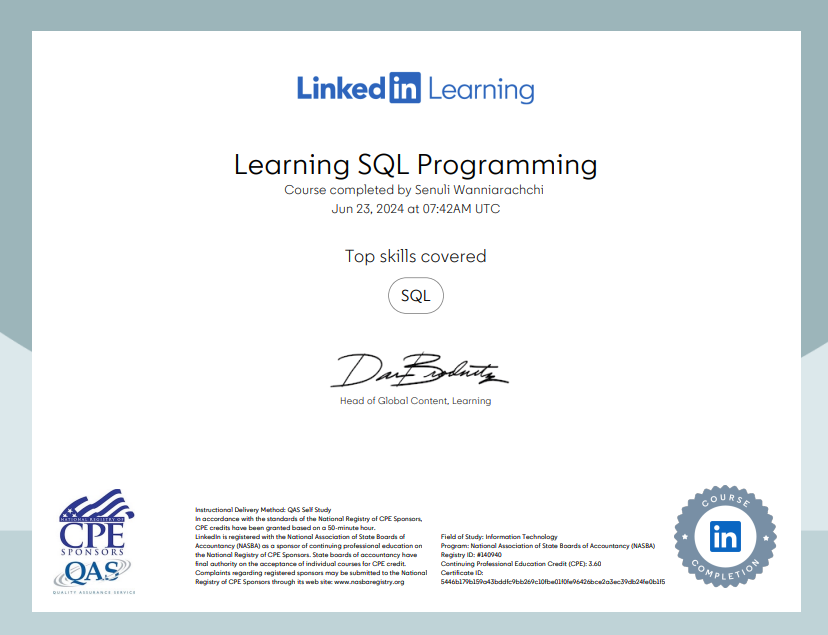 Linked in Learning
Learning SQL Programming
Course completed by Senuli Wanniarachchi
Jun 23, 2024 at 07:42AM UTC
Top skills covered
SQL
Head of Global Content, Learning
NATIONAL REGISTRY OF
CPE
SPONSORS
QAS
QUALITY ASSURANCE SERVICE
Instructional Delivery Method: QAS Self Study
In accordance with the standards of the National Registry of CPE Sponsors,
CPE credits have been granted based on a 50-minute hour.
LinkedIn is registered with the National Association of State Boards of
Accountancy (NASBA) as a sponsor of continuing professional education on
the National Registry of CPE Sponsors. State boards of accountancy have
final authority on the acceptance of individual courses for CPE credit.
Complaints regarding registered sponsors may be submitted to the National
Registry of CPE Sponsors through its web site: www.nasbaregistry.org
Field of Study: Information Technology
Program: National Association of State Boards of Accountancy (NASBA)
Registry ID: #140940
Continuing Professional Education Credit (CPE): 3.60
Certificate ID:
COURSE
in
COMPLETION